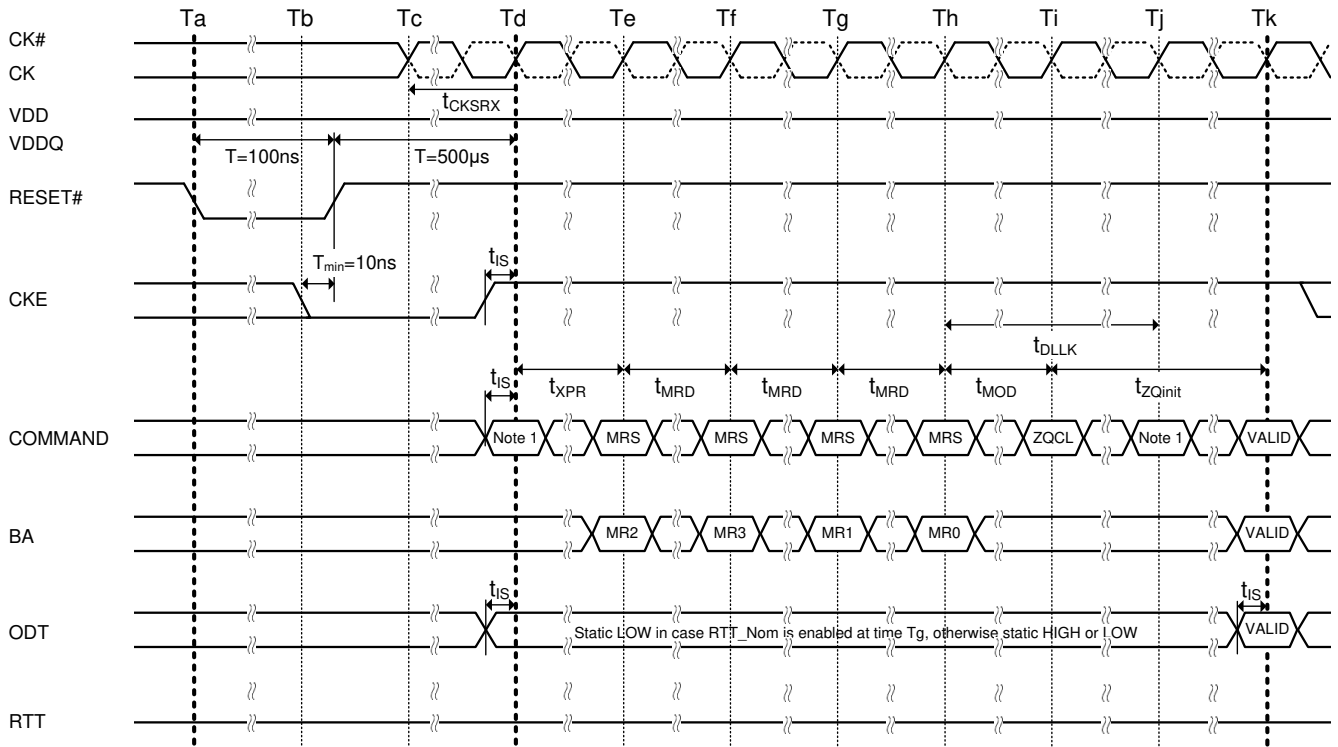 Ta Tb Tc Td Te Tf Tg Th Ti Tj Tk
CK#
CK
tCKSRX
VDD
VDDQ
T=100ns T=500µs
RESET#
Tmin=10ns tIS
CKE
tDLLK
tIS tXPR tMRD tMRD tMRD tMOD tZQinit
COMMAND Note 1 MRS MRS MRS MRS ZQCL Note 1 VALID
BA MR2 MR3 MR1 MR0 VALID
tIS tIS
ODT Static LOW in case RTT_Nom is enabled at time Tg, otherwise static HIGH or LOW VALID
RTT